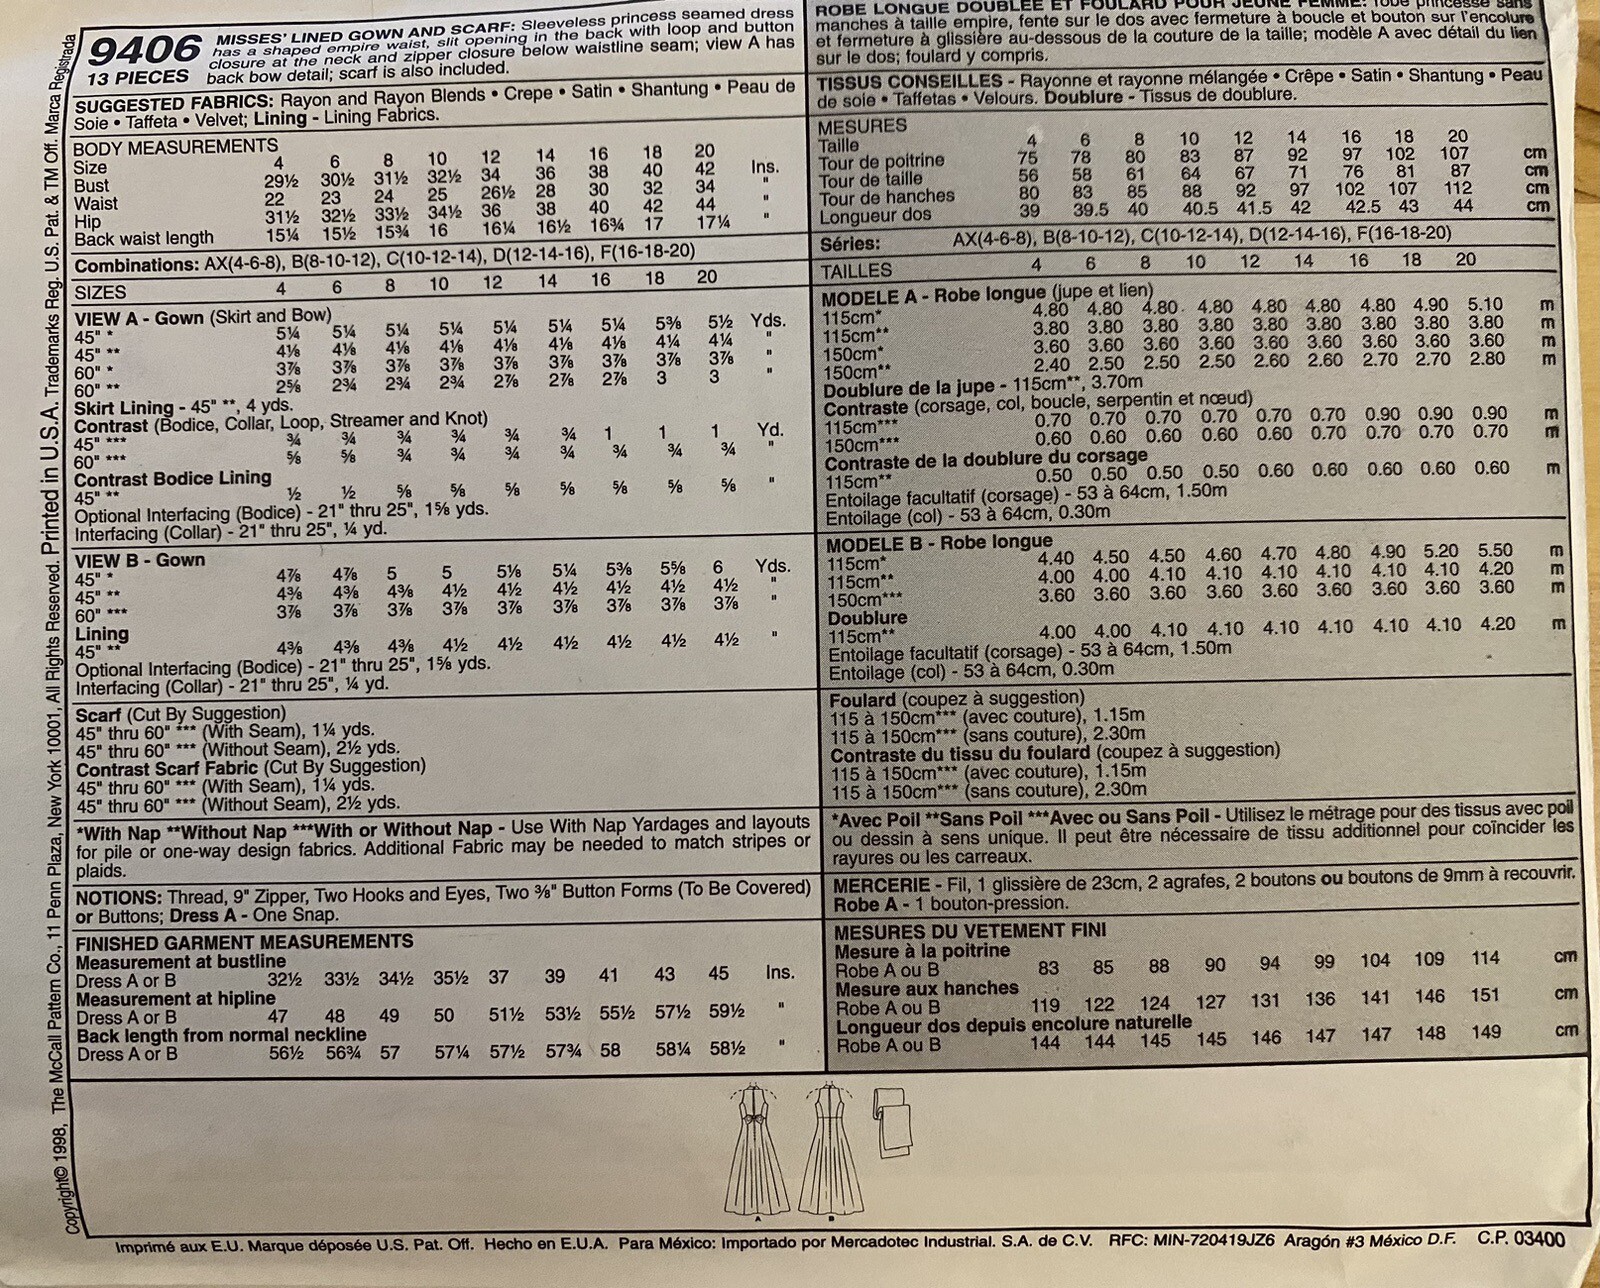 9406
13 PIECES
MISSES' LINED GOWN AND SCARF: Sleeveless princess seamed dress
has a shaped empire waist, slit opening in the back with loop and button
closure at the neck and zipper closure below waistline seam; view A has
back bow detail; scarf is also included.
SUGGESTED FABRICS: Rayon and Rayon Blends • Crepe • Satin • Shantung • Peau de
Soie • Taffeta • Velvet; Lining - Lining Fabrics.
BODY MEASUREMENTS
Size 4 6 8 10 12 14 16 18 20
Bust 29½ 30½ 31½ 32½ 34 36 38 40 42 Ins.
Waist 22 23 24 25 26½ 28 30 32 34 "
Hip 31½ 32½ 33½ 34½ 36 38 40 42 44 "
Back waist length 15¼ 15½ 15¾ 16 16¼ 16½ 16¾ 17 17¼ "
Combinations: AX(4-6-8), B(8-10-12), C(10-12-14), D(12-14-16), F(16-18-20)
SIZES 4 6 8 10 12 14 16 18 20
VIEW A - Gown (Skirt and Bow)
45" * 5¼ 5¼ 5¼ 5¼ 5¼ 5¼ 5¼ 5⅜ 5½ Yds.
45" ** 4⅛ 4⅛ 4⅛ 4⅛ 4⅛ 4⅛ 4⅛ 4¼ 4¼ "
60" * 3⅞ 3⅞ 3⅞ 3⅞ 3⅞ 3⅞ 3⅞ 3⅞ 3⅞ "
60" ** 2⅝ 2¾ 2¾ 2¾ 2⅞ 2⅞ 2⅞ 3 3 "
Skirt Lining - 45" **, 4 yds.
Contrast (Bodice, Collar, Loop, Streamer and Knot)
45" *** ¾ ¾ ¾ ¾ ¾ ¾ 1 1 1 Yd.
60" *** ⅝ ⅝ ¾ ¾ ¾ ¾ ¾ ¾ ¾ "
Contrast Bodice Lining
45" ** ½ ½ ⅝ ⅝ ⅝ ⅝ ⅝ ⅝ ⅝ "
Optional Interfacing (Bodice) - 21" thru 25", 1⅝ yds.
Interfacing (Collar) - 21" thru 25", ¼ yd.
VIEW B - Gown
45" * 4⅞ 4⅞ 5 5 5⅛ 5¼ 5⅜ 5⅝ 6 Yds.
45" ** 4⅜ 4⅜ 4⅜ 4½ 4½ 4½ 4½ 4½ 4½ "
60" *** 3⅞ 3⅞ 3⅞ 3⅞ 3⅞ 3⅞ 3⅞ 3⅞ 3⅞ "
Lining
45" ** 4⅜ 4⅜ 4⅜ 4½ 4½ 4½ 4½ 4½ 4½ "
Optional Interfacing (Bodice) - 21" thru 25", 1⅝ yds.
Interfacing (Collar) - 21" thru 25", ¼ yd.
Scarf (Cut By Suggestion)
45" thru 60" *** (With Seam), 1¼ yds.
45" thru 60" *** (Without Seam), 2½ yds.
Contrast Scarf Fabric (Cut By Suggestion)
45" thru 60" *** (With Seam), 1¼ yds.
45" thru 60" *** (Without Seam), 2½ yds.
*With Nap **Without Nap ***With or Without Nap - Use With Nap Yardages and layouts
for pile or one-way design fabrics. Additional Fabric may be needed to match stripes or
plaids.
NOTIONS: Thread, 9" Zipper, Two Hooks and Eyes, Two ⅜" Button Forms (To Be Covered)
or Buttons; Dress A - One Snap.
FINISHED GARMENT MEASUREMENTS
Measurement at bustline
Dress A or B 32½ 33½ 34½ 35½ 37 39 41 43 45 Ins.
Measurement at hipline
Dress A or B 47 48 49 50 51½ 53½ 55½ 57½ 59½ "
Back length from normal neckline
Dress A or B 56½ 56¾ 57 57¼ 57½ 57¾ 58 58¼ 58½ "
ROBE LONGUE DOUBLEE ET FOULARD POUR JEUNE FEMME: robe princesse sans
manches à taille empire, fente sur le dos avec fermeture à boucle et bouton sur l'encolure
et fermeture à glissière au-dessous de la couture de la taille; modèle A avec détail du lien
sur le dos; foulard y compris.
TISSUS CONSEILLES - Rayonne et rayonne mélangée • Crêpe • Satin • Shantung • Peau
de soie • Taffetas • Velours. Doublure - Tissus de doublure.
MESURES
Taille 4 6 8 10 12 14 16 18 20
Tour de poitrine 75 78 80 83 87 92 97 102 107 cm
Tour de taille 56 58 61 64 67 71 76 81 87 cm
Tour de hanches 80 83 85 88 92 97 102 107 112 cm
Longueur dos 39 39.5 40 40.5 41.5 42 42.5 43 44 cm
Séries: AX(4-6-8), B(8-10-12), C(10-12-14), D(12-14-16), F(16-18-20)
TAILLES 4 6 8 10 12 14 16 18 20
MODELE A - Robe longue (jupe et lien)
115cm* 4.80 4.80 4.80 4.80 4.80 4.80 4.80 4.90 5.10 m
115cm** 3.80 3.80 3.80 3.80 3.80 3.80 3.80 3.80 3.80 m
150cm* 3.60 3.60 3.60 3.60 3.60 3.60 3.60 3.60 3.60 m
150cm** 2.40 2.50 2.50 2.50 2.60 2.60 2.70 2.70 2.80 m
Doublure de la jupe - 115cm**, 3.70m
Contraste (corsage, col, boucle, serpentin et nœud)
115cm*** 0.70 0.70 0.70 0.70 0.70 0.70 0.90 0.90 0.90 m
150cm*** 0.60 0.60 0.60 0.60 0.60 0.70 0.70 0.70 0.70 m
Contraste de la doublure du corsage
115cm** 0.50 0.50 0.50 0.50 0.60 0.60 0.60 0.60 0.60 m
Entoilage facultatif (corsage) - 53 à 64cm, 1.50m
Entoilage (col) - 53 à 64cm, 0.30m
MODELE B - Robe longue
115cm* 4.40 4.50 4.50 4.60 4.70 4.80 4.90 5.20 5.50 m
115cm** 4.00 4.00 4.10 4.10 4.10 4.10 4.10 4.10 4.20 m
150cm*** 3.60 3.60 3.60 3.60 3.60 3.60 3.60 3.60 3.60 m
Doublure
115cm** 4.00 4.00 4.10 4.10 4.10 4.10 4.10 4.10 4.20 m
Entoilage facultatif (corsage) - 53 à 64cm, 1.50m
Entoilage (col) - 53 à 64cm, 0.30m
Foulard (coupez à suggestion)
115 à 150cm*** (avec couture), 1.15m
115 à 150cm*** (sans couture), 2.30m
Contraste du tissu du foulard (coupez à suggestion)
115 à 150cm*** (avec couture), 1.15m
115 à 150cm*** (sans couture), 2.30m
*Avec Poil **Sans Poil ***Avec ou Sans Poil - Utilisez le métrage pour des tissus avec poil
ou dessin à sens unique. Il peut être nécessaire de tissu additionnel pour coïncider les
rayures ou les carreaux.
MERCERIE - Fil, 1 glissière de 23cm, 2 agrafes, 2 boutons ou boutons de 9mm à recouvrir.
Robe A - 1 bouton-pression.
MESURES DU VETEMENT FINI
Mesure à la poitrine
Robe A ou B 83 85 88 90 94 99 104 109 114 cm
Mesure aux hanches
Robe A ou B 119 122 124 127 131 136 141 146 151 cm
Longueur dos depuis encolure naturelle
Robe A ou B 144 144 145 145 146 147 147 148 149 cm
A B
Imprimé aux E.U. Marque déposée U.S. Pat. Off. Hecho en E.U.A. Para México: Importado por Mercadotec Industrial. S.A. de C.V. RFC: MIN-720419JZ6 Aragón #3 México D.F. C.P. 03400
Copyright© 1998, The McCall Pattern Co., 11 Penn Plaza, New York 10001, All Rights Reserved. Printed in U.S.A. Trademarks Reg. U.S. Pat. & TM Off. Marca Registrada